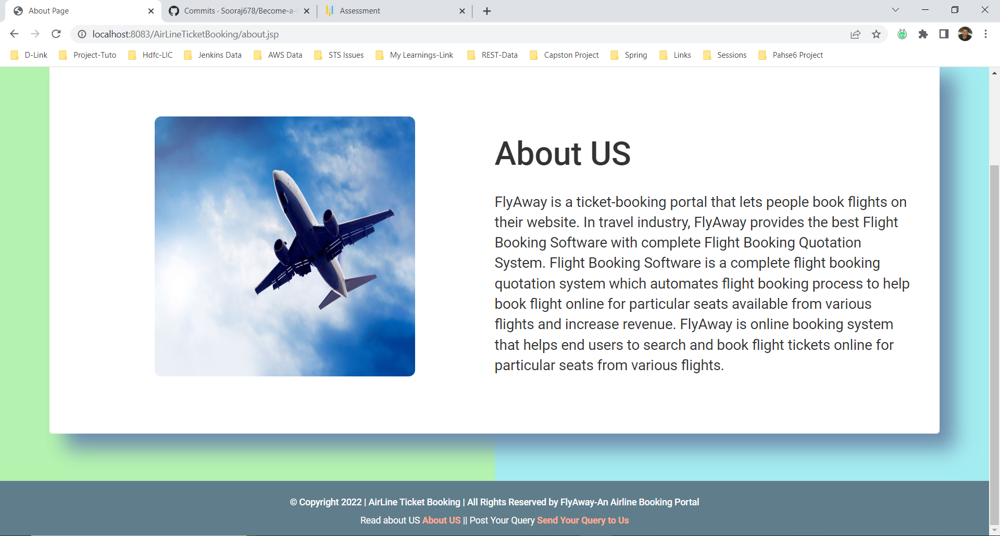 About Page
Commits · Sooraj678/Become-a-
Assessment
localhost:8083/AirLineTicketBooking/about.jsp
D-Link Project-Tuto Hdfc-LIC Jenkins Data AWS Data STS Issues My Learnings-Link REST-Data Capston Project Spring Links Sessions Pahse6 Project
About US
FlyAway is a ticket-booking portal that lets people book flights on
their website. In travel industry, FlyAway provides the best Flight
Booking Software with complete Flight Booking Quotation
System. Flight Booking Software is a complete flight booking
quotation system which automates flight booking process to help
book flight online for particular seats available from various
flights and increase revenue. FlyAway is online booking system
that helps end users to search and book flight tickets online for
particular seats from various flights.
© Copyright 2022 | AirLine Ticket Booking | All Rights Reserved by FlyAway-An Airline Booking Portal
Read about US About US || Post Your Query Send Your Query to Us